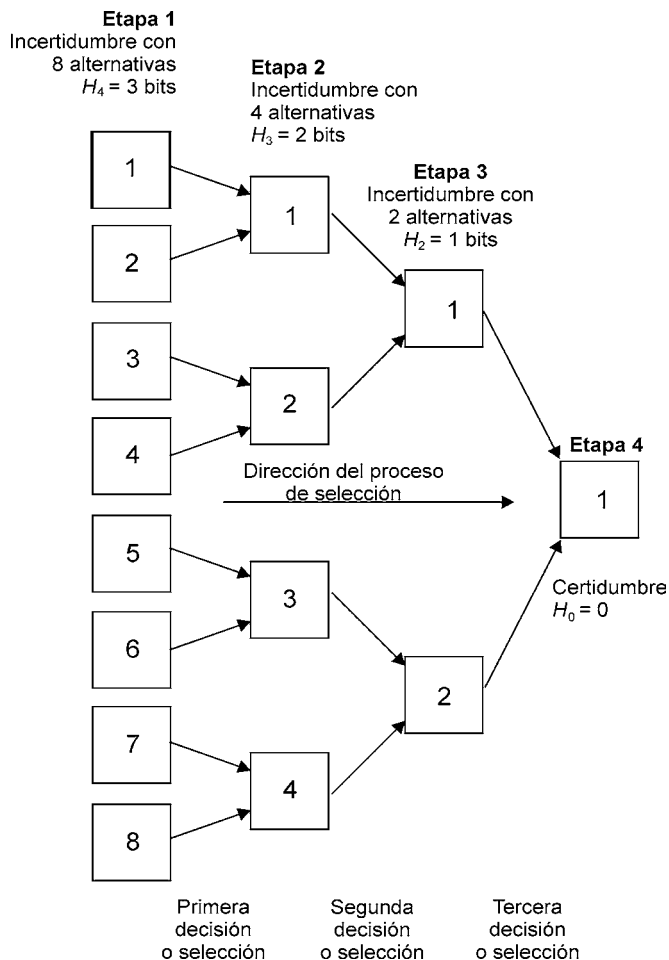 Etapa 1
Incertidumbre con
8 alternativas
H₄ = 3 bits
Etapa 2
Incertidumbre con
4 alternativas
H₃ = 2 bits
Etapa 3
Incertidumbre con
2 alternativas
H₂ = 1 bits
1
2
3
4
5
6
7
8
1
2
3
4
1
2
Dirección del proceso
de selección
Etapa 4
1
Certidumbre
H₀ = 0
Primera
decisión
o selección
Segunda
decisión
o selección
Tercera
decisión
o selección